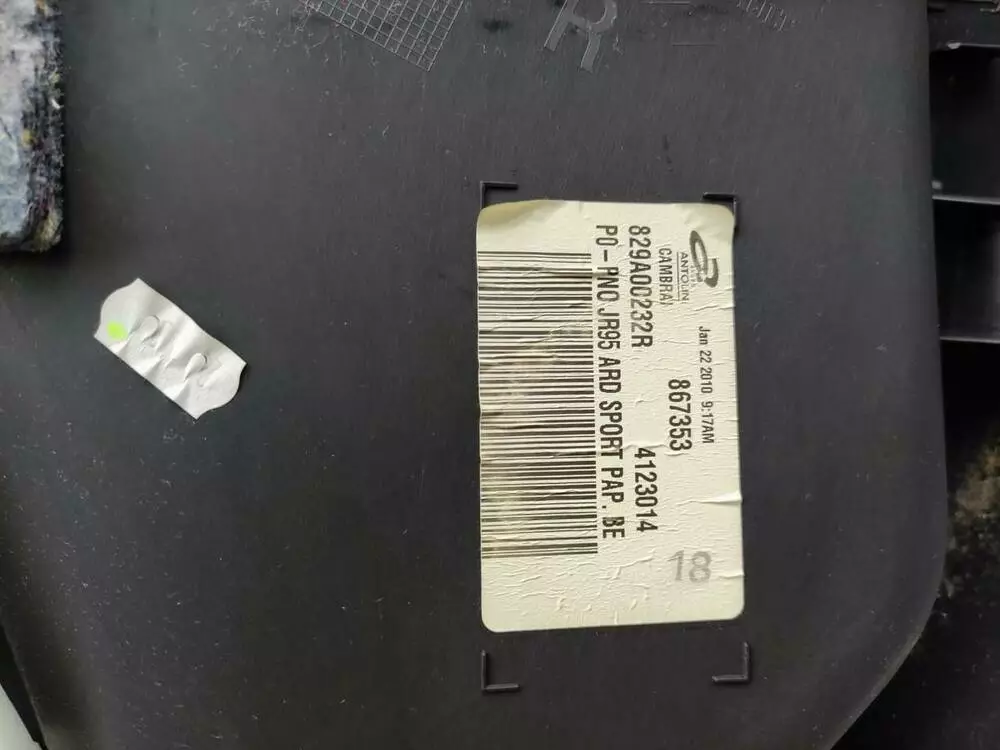 R
ANTOLIN
CAMBRAI
Jan 22 2010 9:17AM
867353
829A00232R
4123014
PO-PNO JR95 ARD SPORT PAP. BE
18